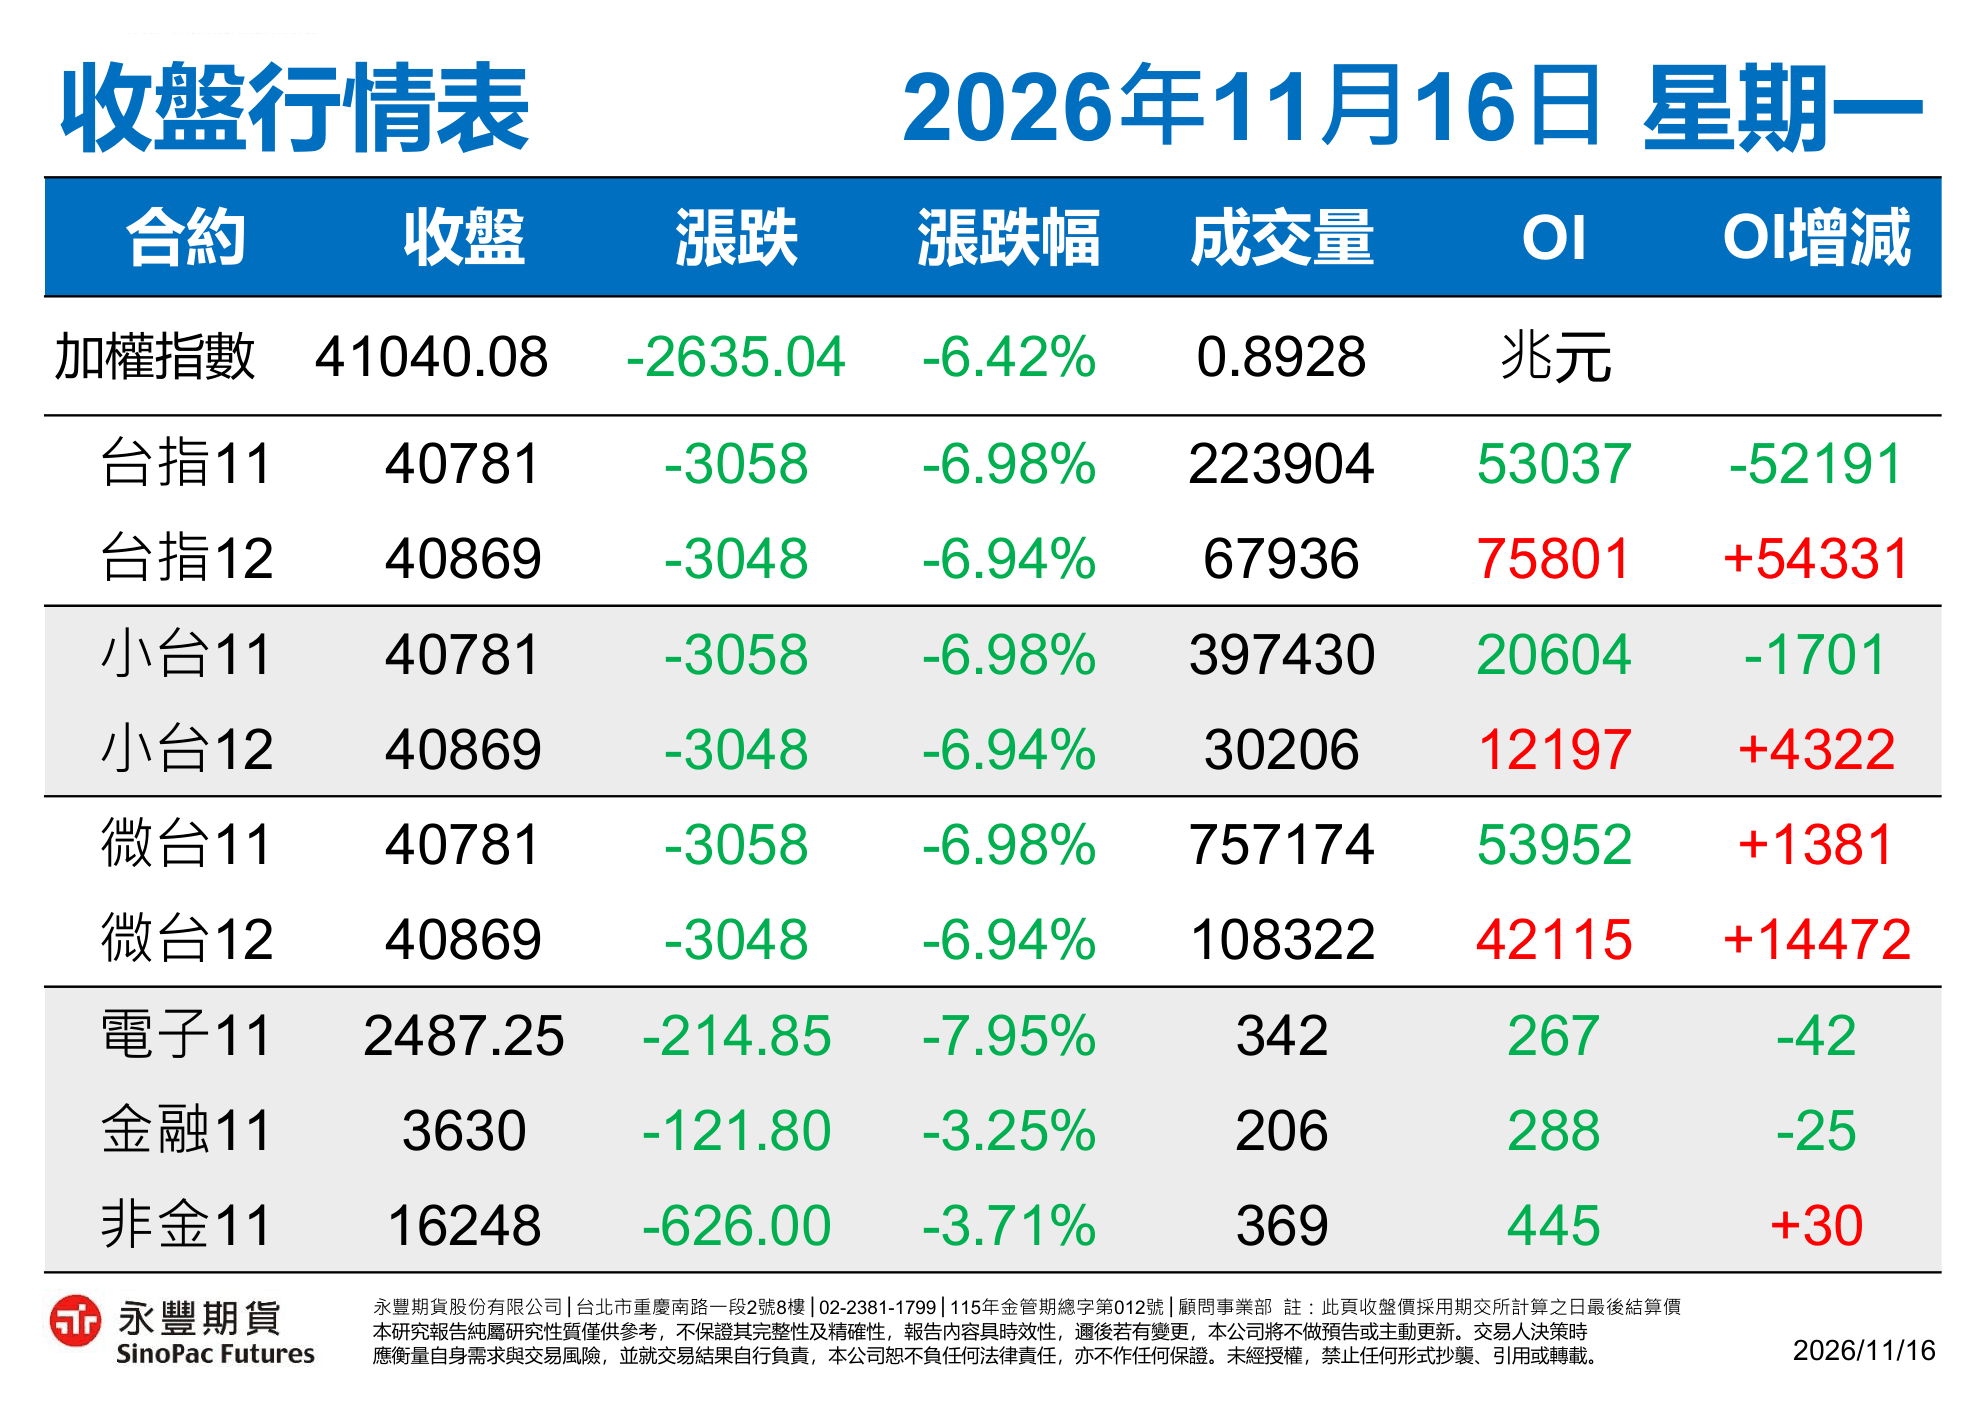 收盤行情表 2026年11月16日 星期一
合約 收盤 漲跌 漲跌幅 成交量 OI OI增減
加權指數 41040.08 -2635.04 -6.42% 0.8928 兆元
台指11 40781 -3058 -6.98% 223904 53037 -52191
台指12 40869 -3048 -6.94% 67936 75801 +54331
小台11 40781 -3058 -6.98% 397430 20604 -1701
小台12 40869 -3048 -6.94% 30206 12197 +4322
微台11 40781 -3058 -6.98% 757174 53952 +1381
微台12 40869 -3048 -6.94% 108322 42115 +14472
電子11 2487.25 -214.85 -7.95% 342 267 -42
金融11 3630 -121.80 -3.25% 206 288 -25
非金11 16248 -626.00 -3.71% 369 445 +30
永豐期貨
SinoPac Futures
永豐期貨股份有限公司|台北市重慶南路一段2號8樓|02-2381-1799|115年金管期總字第012號|顧問事業部 註：此頁收盤價採用期交所計算之日最後結算價
本研究報告純屬研究性質僅供參考，不保證其完整性及精確性，報告內容具時效性，邇後若有變更，本公司將不做預告或主動更新。交易人決策時
應衡量自身需求與交易風險，並就交易結果自行負責，本公司恕不負任何法律責任，亦不作任何保證。未經授權，禁止任何形式抄襲、引用或轉載。
2026/11/16